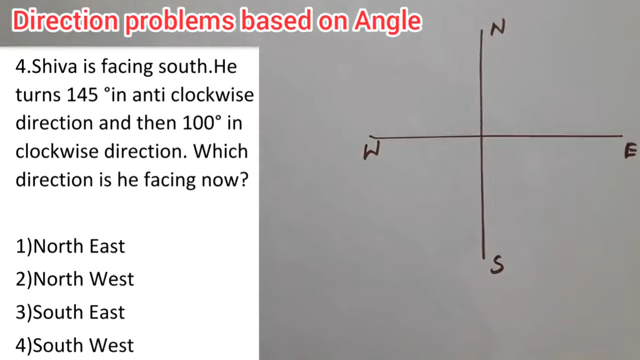 Direction problems based on Angle
4.Shiva is facing south.He
turns 145 °in anti clockwise
direction and then 100° in
clockwise direction. Which
direction is he facing now?
1)North East
2)North West
3)South East
4)South West
N
W
E
S